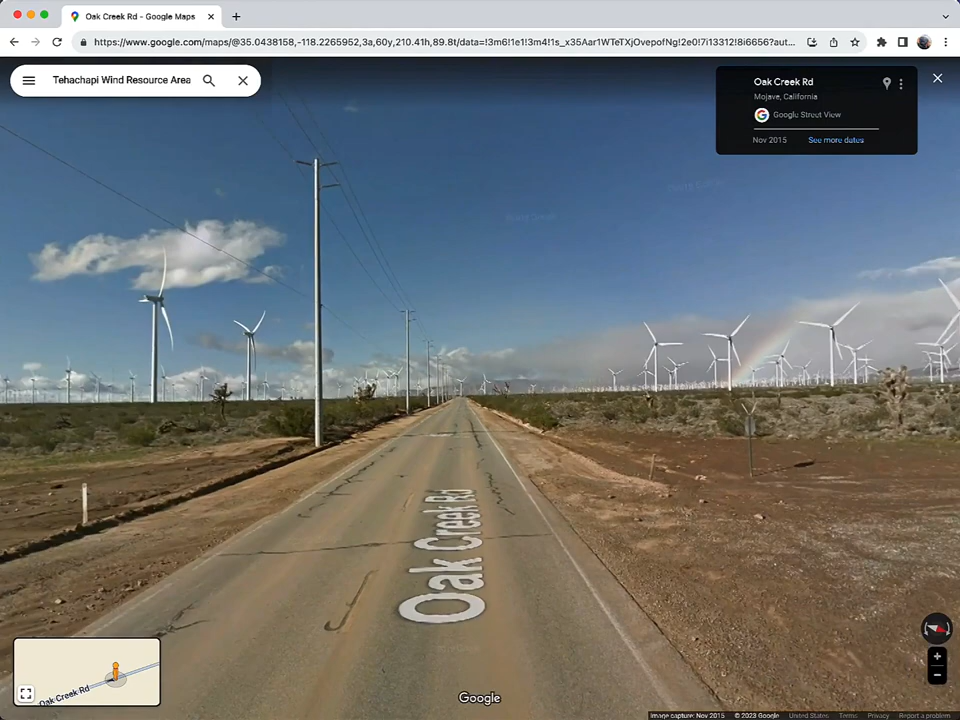 Oak Creek Rd - Google Maps
https://www.google.com/maps/@35.0438158,-118.2265952,3a,60y,210.41h,89.8t/data=!3m6!1e1!3m4!1s_x35Aar1WTeTXjOvepofNg!2e0!7i13312!8i6656?aut...
Tehachapi Wind Resource Area
Oak Creek Rd
Mojave, California
Google Street View
Nov 2015 See more dates
Oak Creek Rd
Oak Creek Rd
Google
Image capture: Nov 2015 © 2023 Google United States Terms Privacy Report a problem